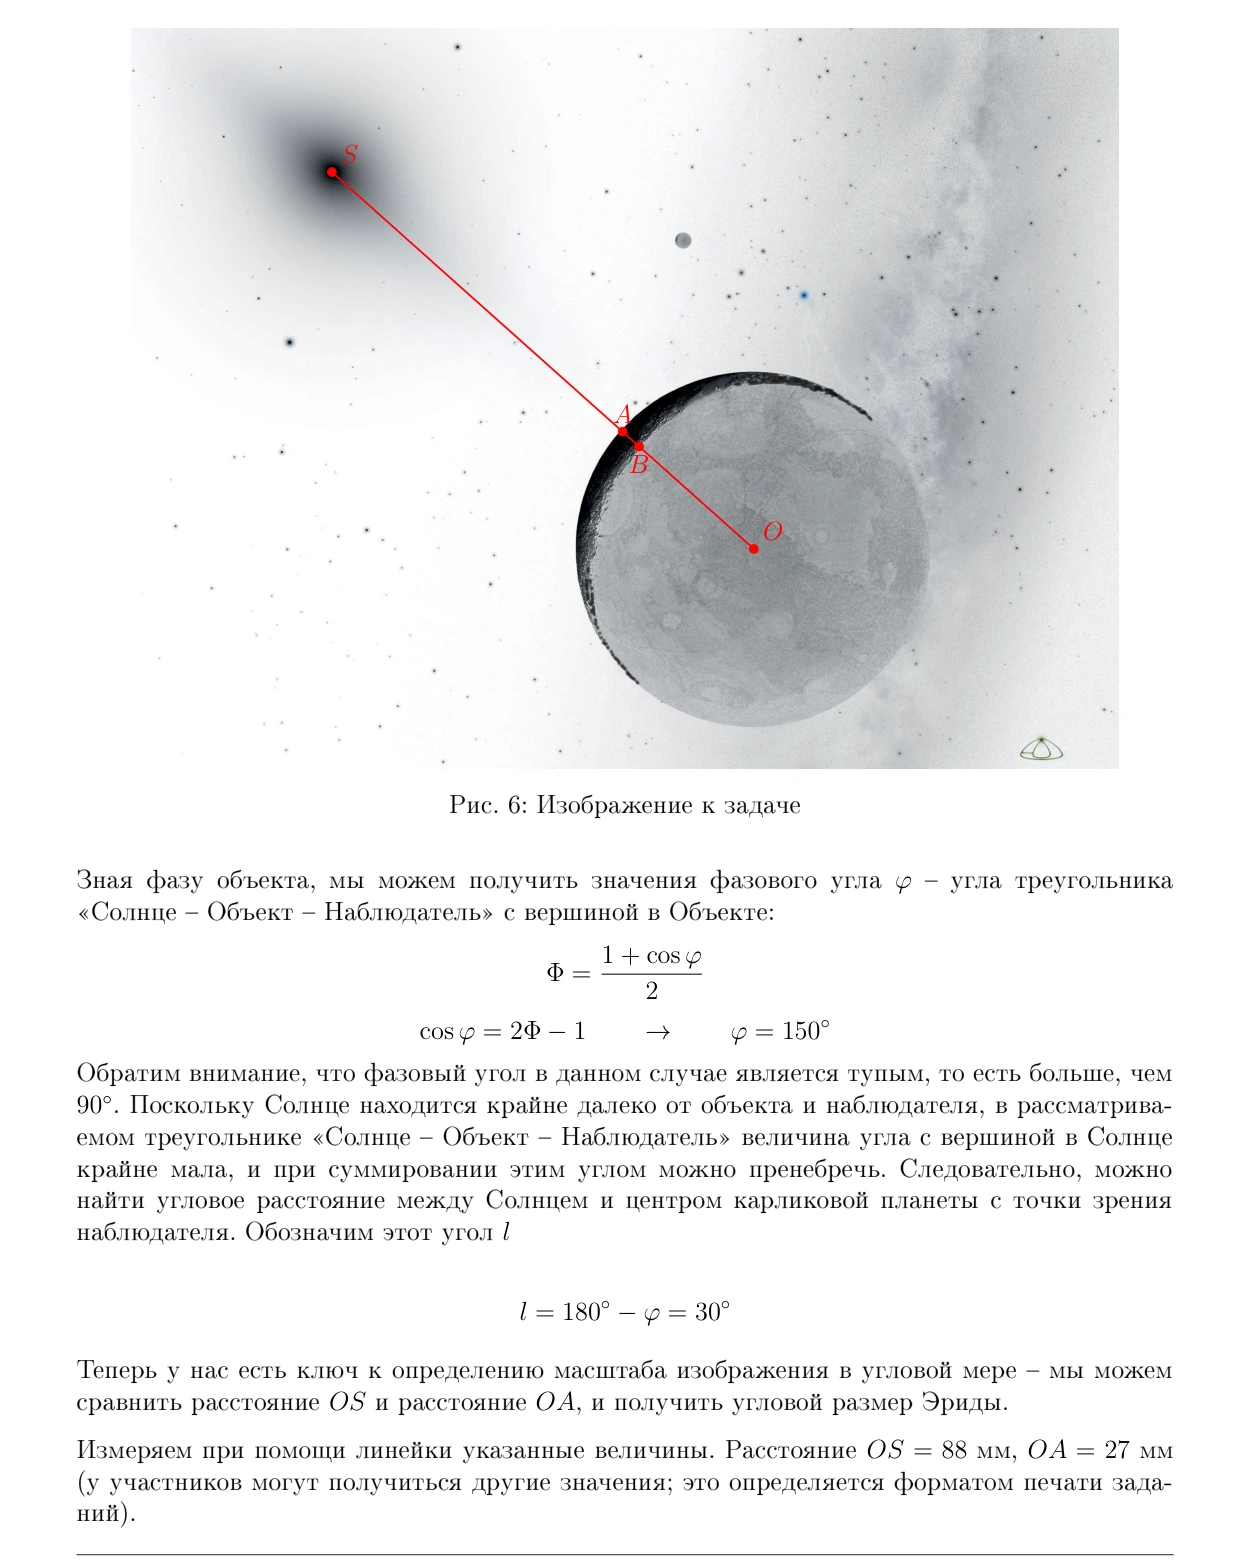 S
A
B
O
Рис. 6: Изображение к задаче
Зная фазу объекта, мы можем получить значения фазового угла φ – угла треугольника
«Солнце – Объект – Наблюдатель» с вершиной в Объекте:
Φ = (1 + cos φ) / 2
cos φ = 2Φ − 1 → φ = 150°
Обратим внимание, что фазовый угол в данном случае является тупым, то есть больше, чем
90°. Поскольку Солнце находится крайне далеко от объекта и наблюдателя, в рассматрива-
емом треугольнике «Солнце – Объект – Наблюдатель» величина угла с вершиной в Солнце
крайне мала, и при суммировании этим углом можно пренебречь. Следовательно, можно
найти угловое расстояние между Солнцем и центром карликовой планеты с точки зрения
наблюдателя. Обозначим этот угол l
l = 180° − φ = 30°
Теперь у нас есть ключ к определению масштаба изображения в угловой мере – мы можем
сравнить расстояние OS и расстояние OA, и получить угловой размер Эриды.
Измеряем при помощи линейки указанные величины. Расстояние OS = 88 мм, OA = 27 мм
(у участников могут получиться другие значения; это определяется форматом печати зада-
ний).